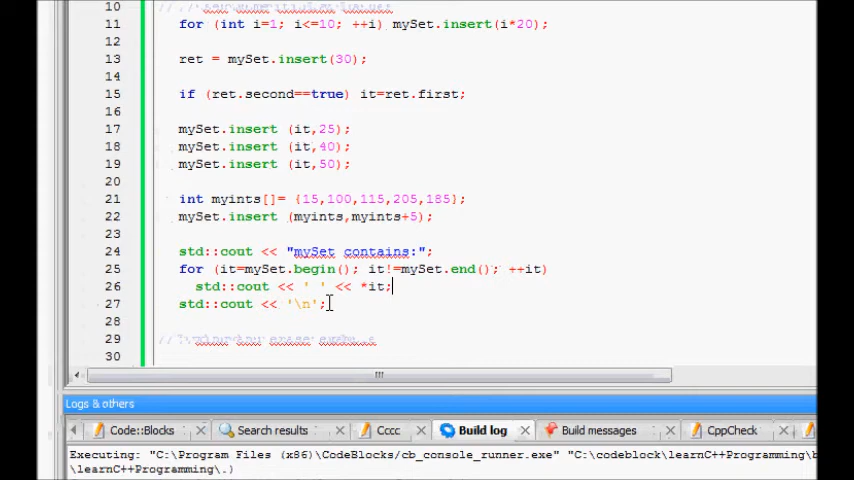 10
11 for (int i=1; i<=10; ++i) mySet.insert(i*20);
12
13 ret = mySet.insert(30);
14
15 if (ret.second==true) it=ret.first;
16
17 mySet.insert (it,25);
18 mySet.insert (it,40);
19 mySet.insert (it,50);
20
21 int myints[]= {15,100,115,205,185};
22 mySet.insert (myints,myints+5);
23
24 std::cout << "mySet contains:";
25 for (it=mySet.begin(); it!=mySet.end(); ++it)
26 std::cout << ' ' << *it;
27 std::cout << '\n';
28
29 //
30
Logs & others
Code::Blocks Search results Cccc Build log Build messages CppCheck
Executing: "C:\Program Files (x86)\CodeBlocks/cb_console_runner.exe" "C:\codeblock\learnC++Programming\b
\learnC++Programming\.)